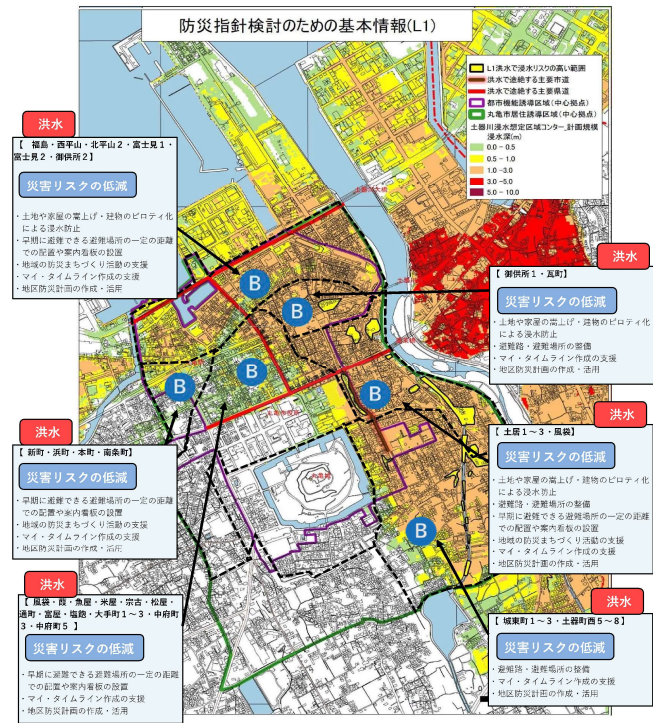 防災指針検討のための基本情報(L1)
L1洪水で浸水リスクの高い範囲
洪水で途絶する主要市道
洪水で途絶する主要県道
都市機能誘導区域(中心拠点)
丸亀市居住誘導区域(中心拠点)
土器川浸水想定区域コンター_計画規模
浸水深(m)
0.0 - 0.5
0.5 - 1.0
1.0 - 3.0
3.0 - 5.0
5.0 - 10.0
洪水
【 福島・西平山・北平山２・富士見１・
富士見２・御供所２】
災害リスクの低減
・土地や家屋の嵩上げ・建物のピロティ化
による浸水防止
・早期に避難できる避難場所の一定の距離
での配置や案内看板の設置
・地域の防災まちづくり活動の支援
・マイ・タイムライン作成の支援
・地区防災計画の作成・活用
洪水
【 御供所１・瓦町】
災害リスクの低減
・土地や家屋の嵩上げ・建物のピロティ化
による浸水防止
・避難路・避難場所の整備
・マイ・タイムライン作成の支援
・地区防災計画の作成・活用
B
B
B
B
B
B
洪水
【 新町・浜町・本町・南条町】
災害リスクの低減
・早期に避難できる避難場所の一定の距離
での配置や案内看板の設置
・地域の防災まちづくり活動の支援
・マイ・タイムライン作成の支援
・地区防災計画の作成・活用
洪水
【 土居１～３・風袋】
災害リスクの低減
・土地や家屋の嵩上げ・建物のピロティ化
による浸水防止
・避難路・避難場所の整備
・早期に避難できる避難場所の一定の距離
での配置や案内看板の設置
・地域の防災まちづくり活動の支援
・マイ・タイムライン作成の支援
・地区防災計画の作成・活用
洪水
【 風袋・葭・魚屋・米屋・宗古・松屋・
通町・富屋・塩飽・大手町１～３・中府町
３・中府町５ 】
災害リスクの低減
・早期に避難できる避難場所の一定の距離
での配置や案内看板の設置
・マイ・タイムライン作成の支援
・地区防災計画の作成・活用
洪水
【 城東町１～３・土器町西５～８】
災害リスクの低減
・避難路・避難場所の整備
・マイ・タイムライン作成の支援
・地区防災計画の作成・活用